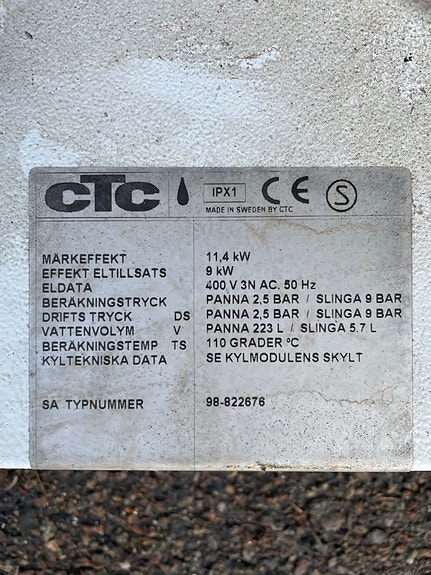 CTC IPX1 CE S
MADE IN SWEDEN BY CTC
MÄRKEFFEKT 11,4 kW
EFFEKT ELTILLSATS 9 kW
ELDATA 400 V 3N AC. 50 Hz
BERÄKNINGSTRYCK PANNA 2,5 BAR / SLINGA 9 BAR
DRIFTS TRYCK DS PANNA 2,5 BAR / SLINGA 9 BAR
VATTENVOLYM V PANNA 223 L / SLINGA 5.7 L
BERÄKNINGSTEMP TS 110 GRADER °C
KYLTEKNISKA DATA SE KYLMODULENS SKYLT
SA TYPNUMMER 98-822676